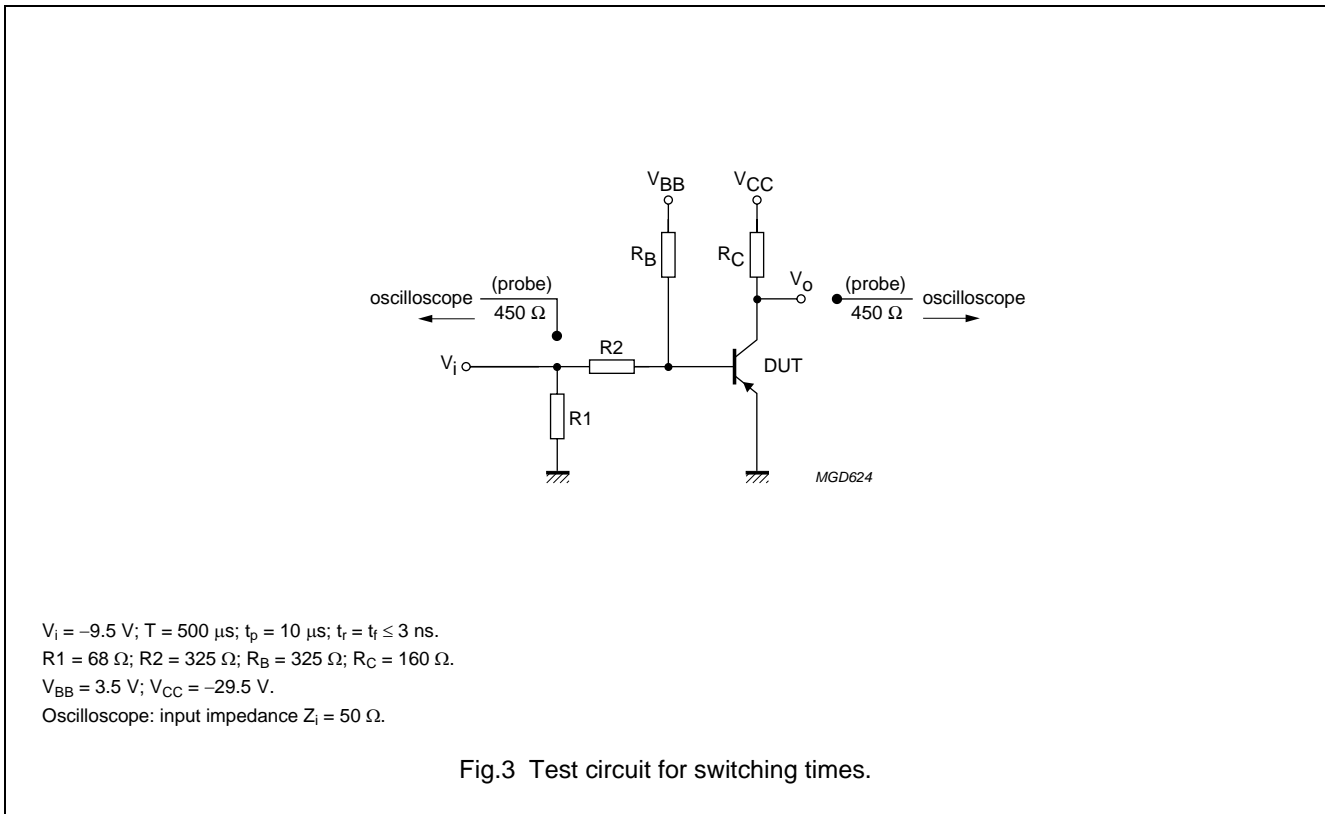 VBB VCC
RB RC
Vo
(probe) (probe)
oscilloscope oscilloscope
450 Ω 450 Ω
R2
Vi DUT
R1
MGD624
Vi = −9.5 V; T = 500 μs; tp = 10 μs; tr = tf ≤ 3 ns.
R1 = 68 Ω; R2 = 325 Ω; RB = 325 Ω; RC = 160 Ω.
VBB = 3.5 V; VCC = −29.5 V.
Oscilloscope: input impedance Zi = 50 Ω.
Fig.3 Test circuit for switching times.